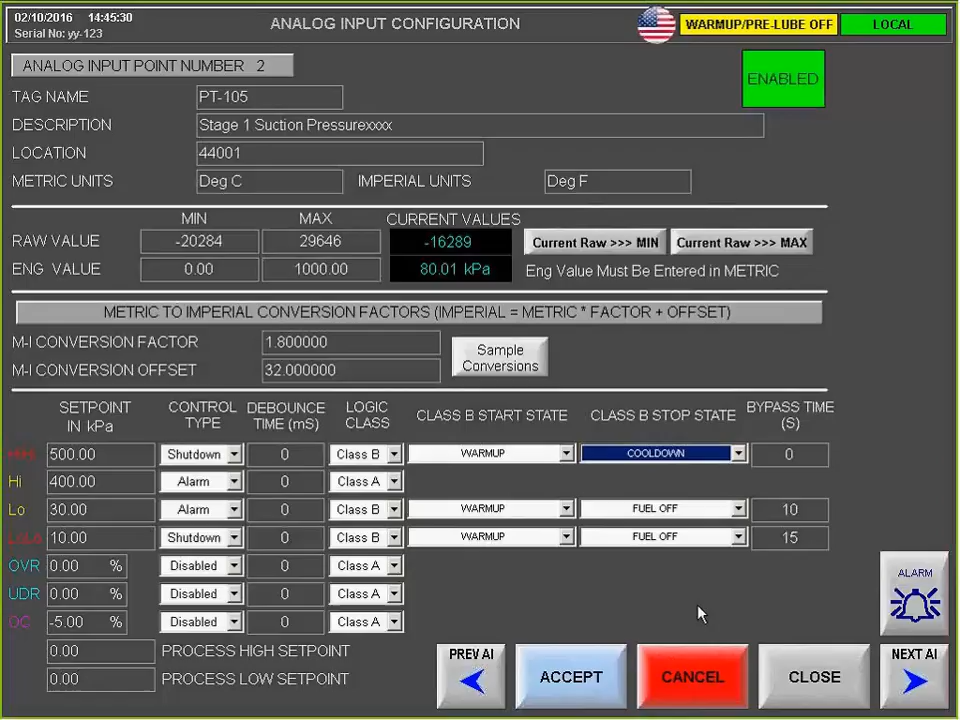 02/10/2016 14:45:30
Serial No: yy-123
ANALOG INPUT CONFIGURATION
WARMUP/PRE-LUBE OFF
LOCAL
ANALOG INPUT POINT NUMBER 2
ENABLED
TAG NAME PT-105
DESCRIPTION Stage 1 Suction Pressurexxxx
LOCATION 44001
METRIC UNITS Deg C IMPERIAL UNITS Deg F
MIN MAX CURRENT VALUES
RAW VALUE -20284 29646 -16289 Current Raw >>> MIN Current Raw >>> MAX
ENG VALUE 0.00 1000.00 80.01 kPa Eng Value Must Be Entered in METRIC
METRIC TO IMPERIAL CONVERSION FACTORS (IMPERIAL = METRIC * FACTOR + OFFSET)
M-I CONVERSION FACTOR 1.800000
M-I CONVERSION OFFSET 32.000000
Sample
Conversions
SETPOINT
IN kPa
CONTROL
TYPE
DEBOUNCE
TIME (mS)
LOGIC
CLASS
CLASS B START STATE
CLASS B STOP STATE
BYPASS TIME
(S)
HiHi 500.00 Shutdown 0 Class B WARMUP COOLDOWN 0
Hi 400.00 Alarm 0 Class A
Lo 30.00 Alarm 0 Class B WARMUP FUEL OFF 10
LoLo 10.00 Shutdown 0 Class B WARMUP FUEL OFF 15
OVR 0.00 % Disabled 0 Class A
UDR 0.00 % Disabled 0 Class A
OC -5.00 % Disabled 0 Class A
0.00 PROCESS HIGH SETPOINT
0.00 PROCESS LOW SETPOINT
ALARM
PREV AI
ACCEPT
CANCEL
CLOSE
NEXT AI